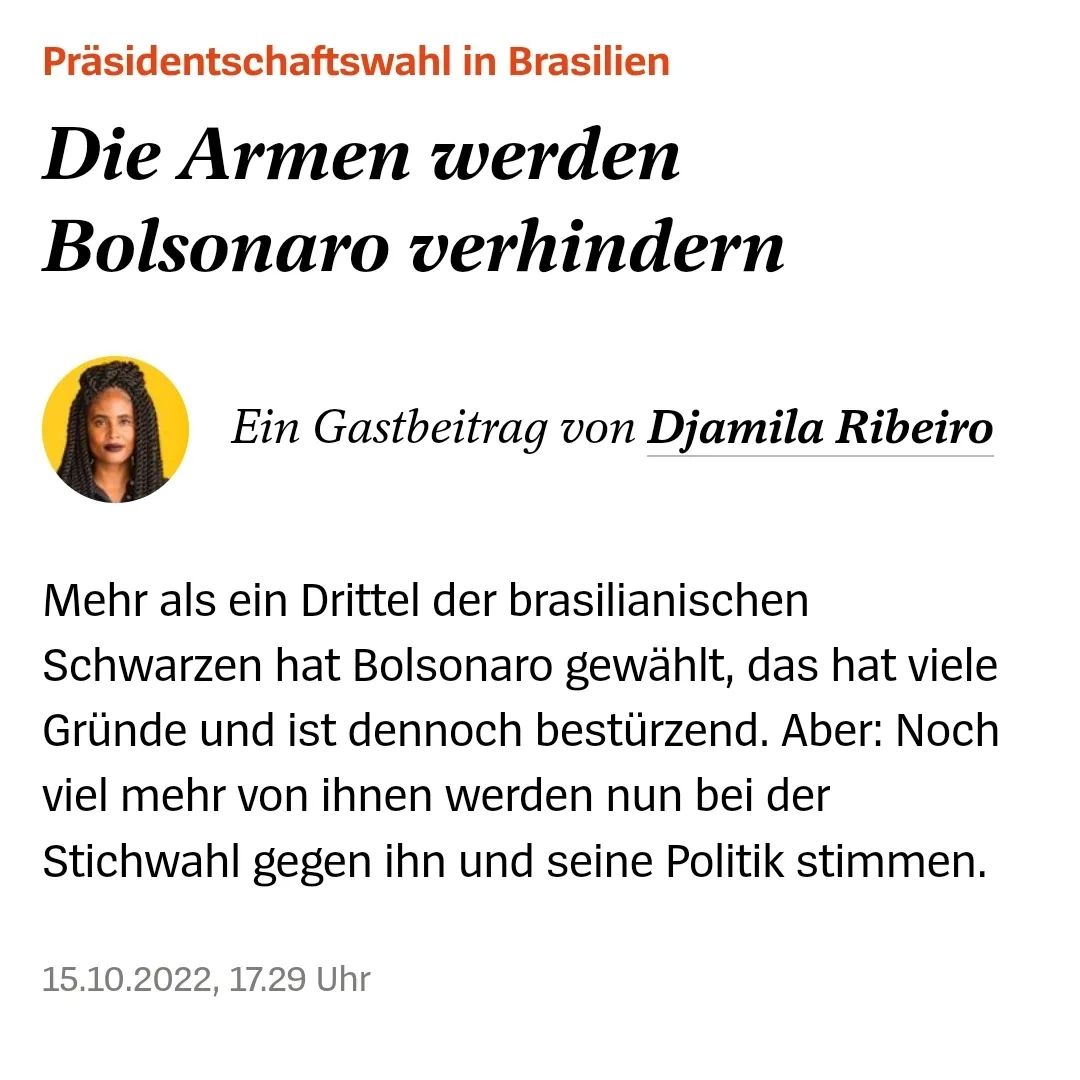 Präsidentschaftswahl in Brasilien
Die Armen werden
Bolsonaro verhindern
Ein Gastbeitrag von Djamila Ribeiro
Mehr als ein Drittel der brasilianischen
Schwarzen hat Bolsonaro gewählt, das hat viele
Gründe und ist dennoch bestürzend. Aber: Noch
viel mehr von ihnen werden nun bei der
Stichwahl gegen ihn und seine Politik stimmen.
15.10.2022, 17.29 Uhr